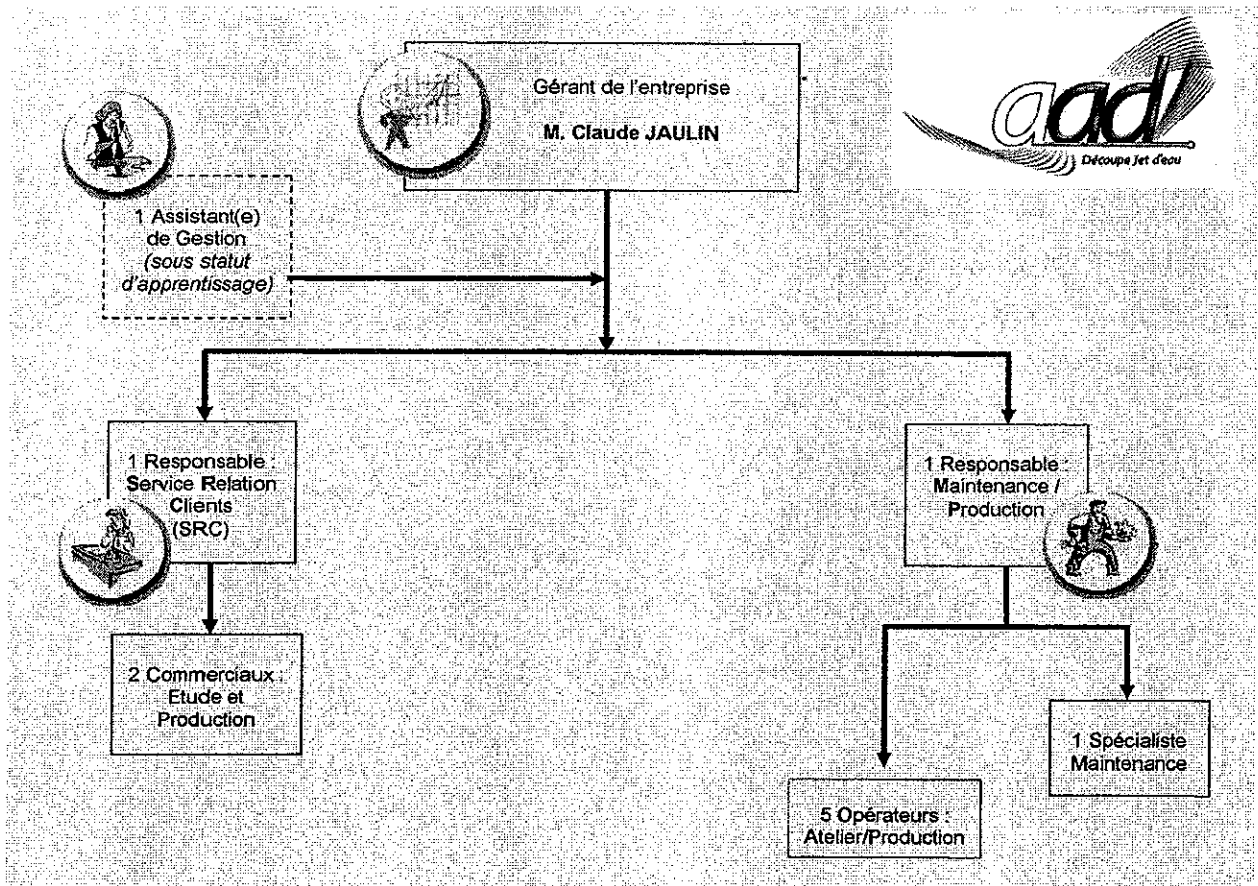 Gérant de l'entreprise
M. Claude JAULIN
aad
Découpe Jet d'eau
1 Assistant(e)
de Gestion
(sous statut
d'apprentissage)
1 Responsable :
Service Relation
Clients
(SRC)
1 Responsable :
Maintenance /
Production
2 Commerciaux :
Etude et
Production
1 Spécialiste
Maintenance
5 Opérateurs :
Atelier/Production